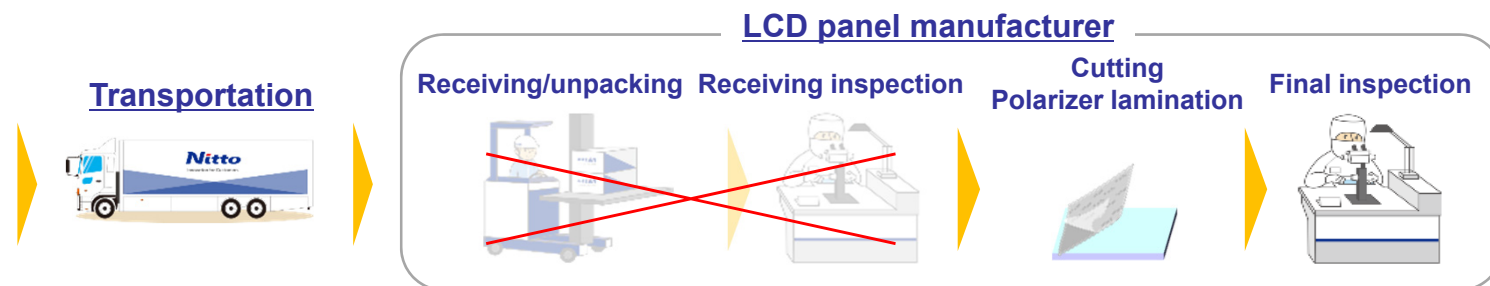 LCD panel manufacturer
Transportation
Receiving/unpacking
Receiving inspection
Cutting
Polarizer lamination
Final inspection
Nitto